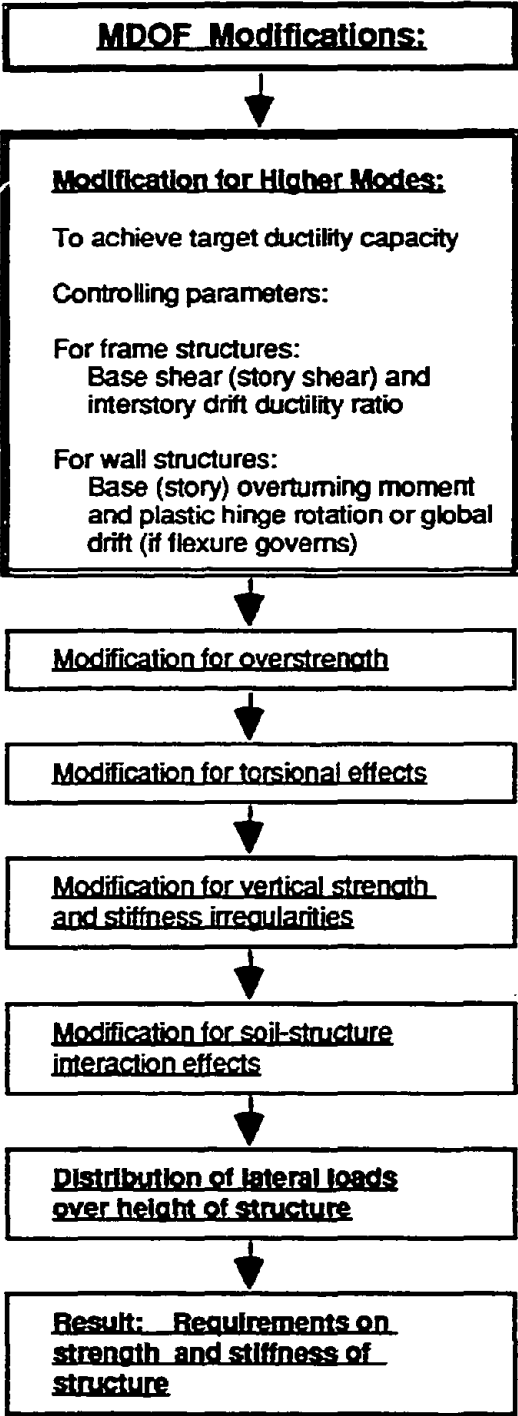 MDOF Modifications:
Modification for Higher Modes:
To achieve target ductility capacity
Controlling parameters:
For frame structures:
Base shear (story shear) and
interstory drift ductility ratio
For wall structures:
Base (story) overturning moment
and plastic hinge rotation or global
drift (if flexure governs)
Modification for overstrength
Modification for torsional effects
Modification for vertical strength
and stiffness irregularities
Modification for soil-structure
interaction effects
Distribution of lateral loads
over height of structure
Result: Requirements on
strength and stiffness of
structure